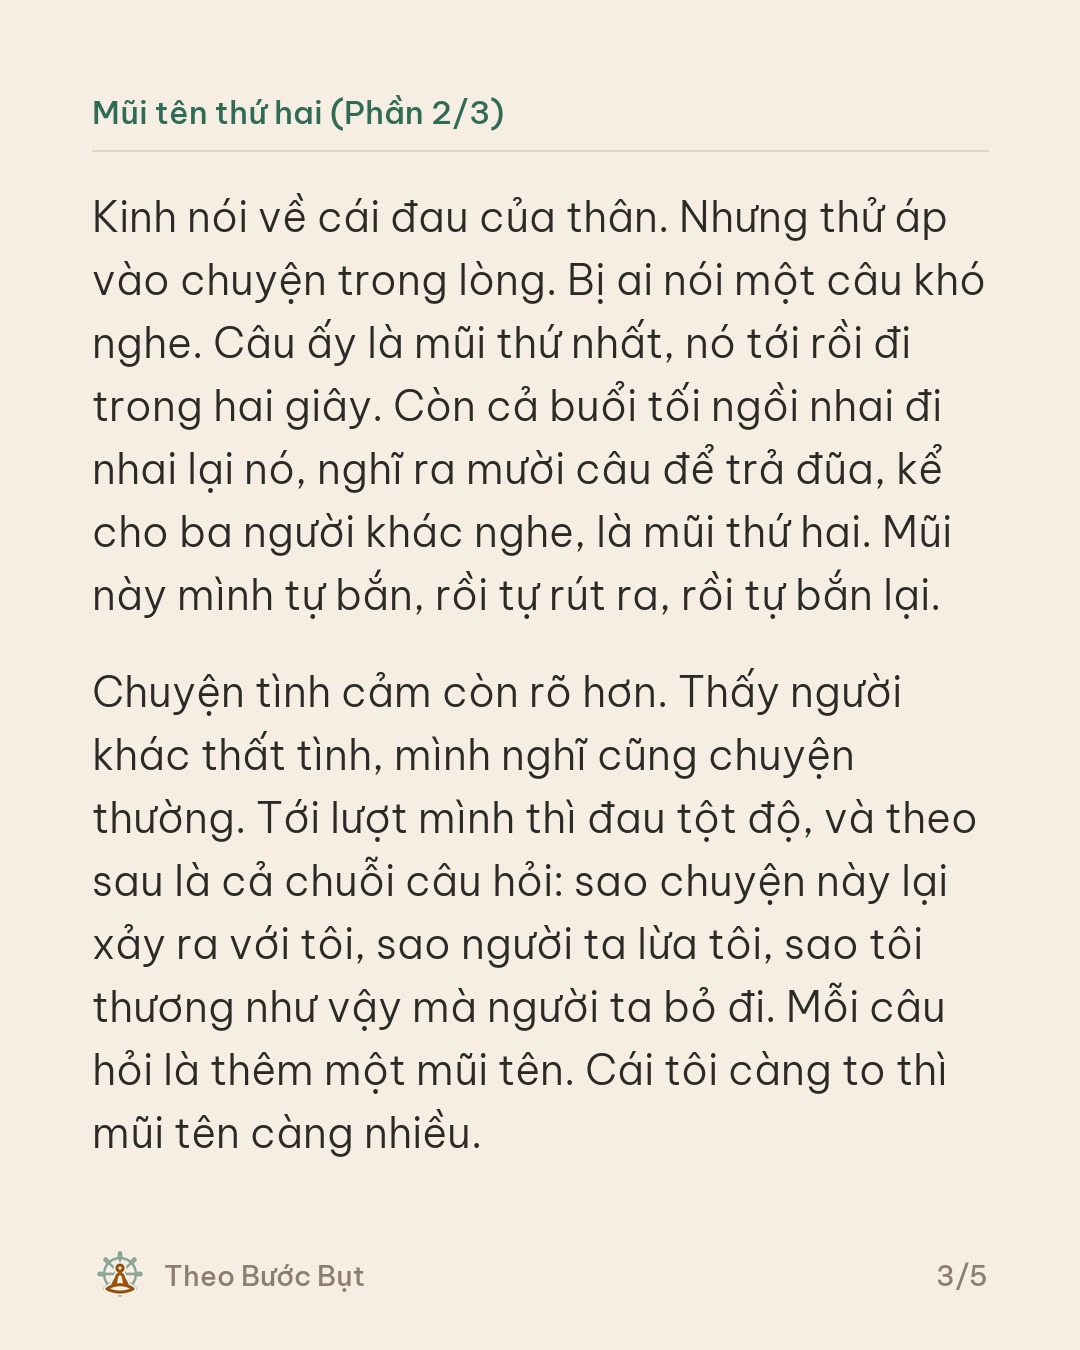 Mũi tên thứ hai (Phần 2/3)
Kinh nói về cái đau của thân. Nhưng thử áp
vào chuyện trong lòng. Bị ai nói một câu khó
nghe. Câu ấy là mũi thứ nhất, nó tới rồi đi
trong hai giây. Còn cả buổi tối ngồi nhai đi
nhai lại nó, nghĩ ra mười câu để trả đũa, kể
cho ba người khác nghe, là mũi thứ hai. Mũi
này mình tự bắn, rồi tự rút ra, rồi tự bắn lại.
Chuyện tình cảm còn rõ hơn. Thấy người
khác thất tình, mình nghĩ cũng chuyện
thường. Tới lượt mình thì đau tột độ, và theo
sau là cả chuỗi câu hỏi: sao chuyện này lại
xảy ra với tôi, sao người ta lừa tôi, sao tôi
thương như vậy mà người ta bỏ đi. Mỗi câu
hỏi là thêm một mũi tên. Cái tôi càng to thì
mũi tên càng nhiều.
Theo Bước Bụt
3/5